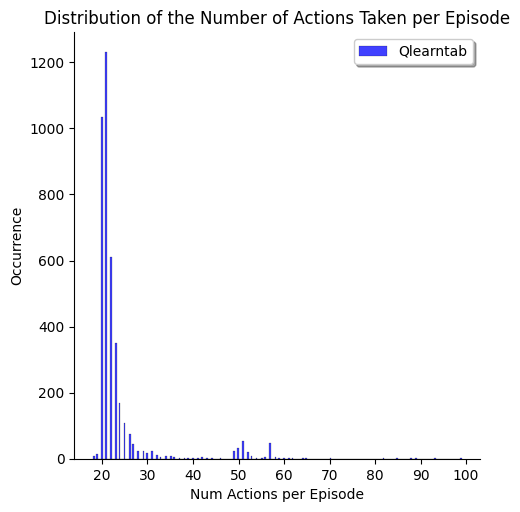 Distribution of the Number of Actions Taken per Episode
Qlearntab
1200
1000
800
600
400
200
0
Occurrence
20 30 40 50 60 70 80 90 100
Num Actions per Episode